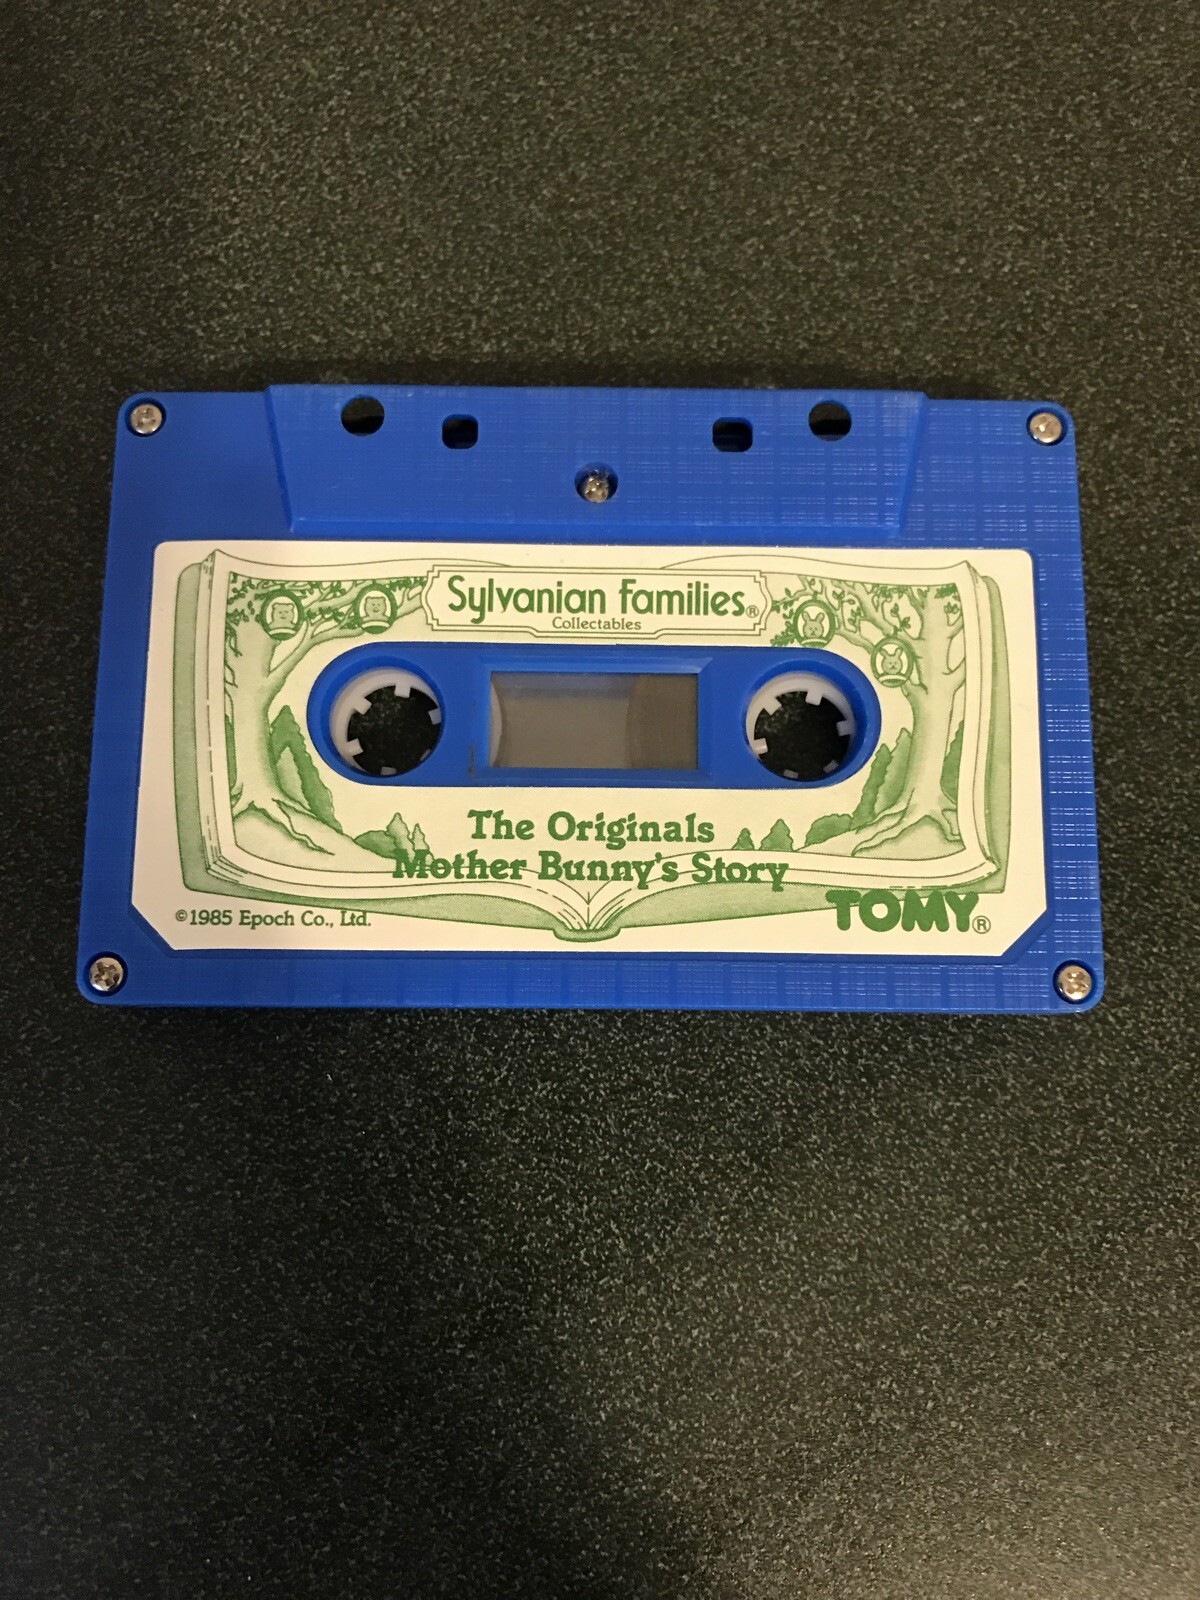 Sylvanian Families®
Collectables
The Originals
Mother Bunny's Story
©1985 Epoch Co., Ltd.
TOMY®